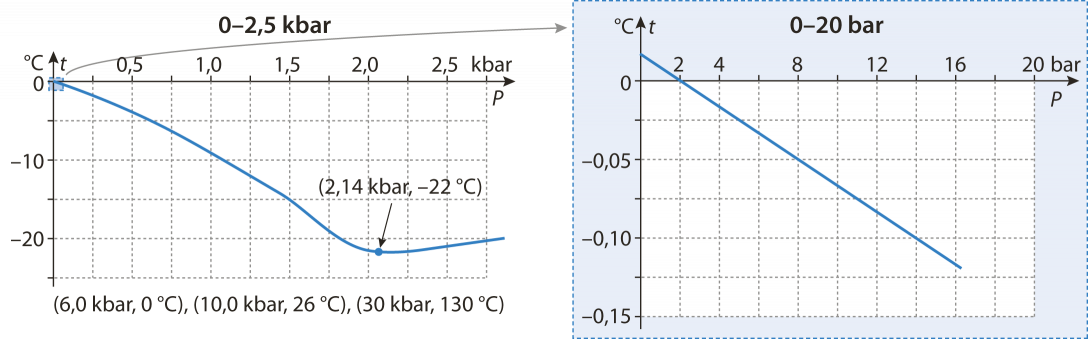 0–2,5 kbar
°C t
0,5 1,0 1,5 2,0 2,5 kbar
0
P
–10
(2,14 kbar, –22 °C)
–20
(6,0 kbar, 0 °C), (10,0 kbar, 26 °C), (30 kbar, 130 °C)
0–20 bar
°C t
2 4 8 12 16 20 bar
0
P
–0,05
–0,10
–0,15